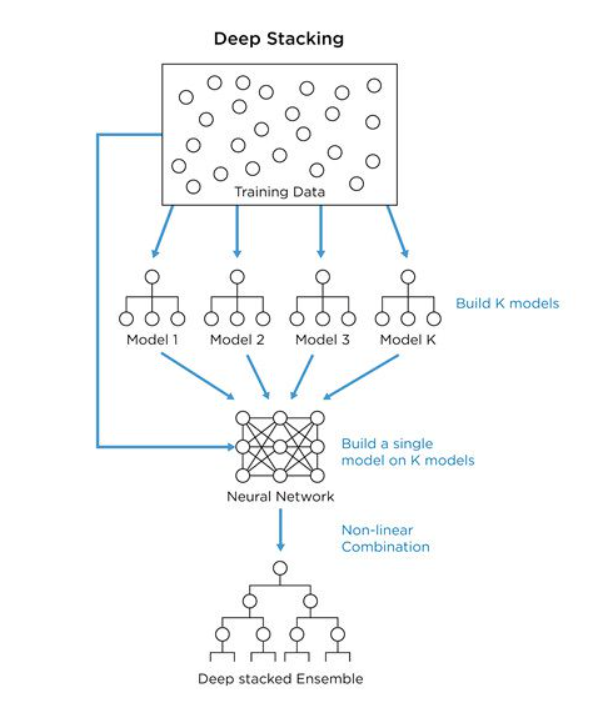 Deep Stacking
Training Data
Build K models
Model 1
Model 2
Model 3
Model K
Build a single
model on K models
Neural Network
Non-linear
Combination
Deep stacked Ensemble